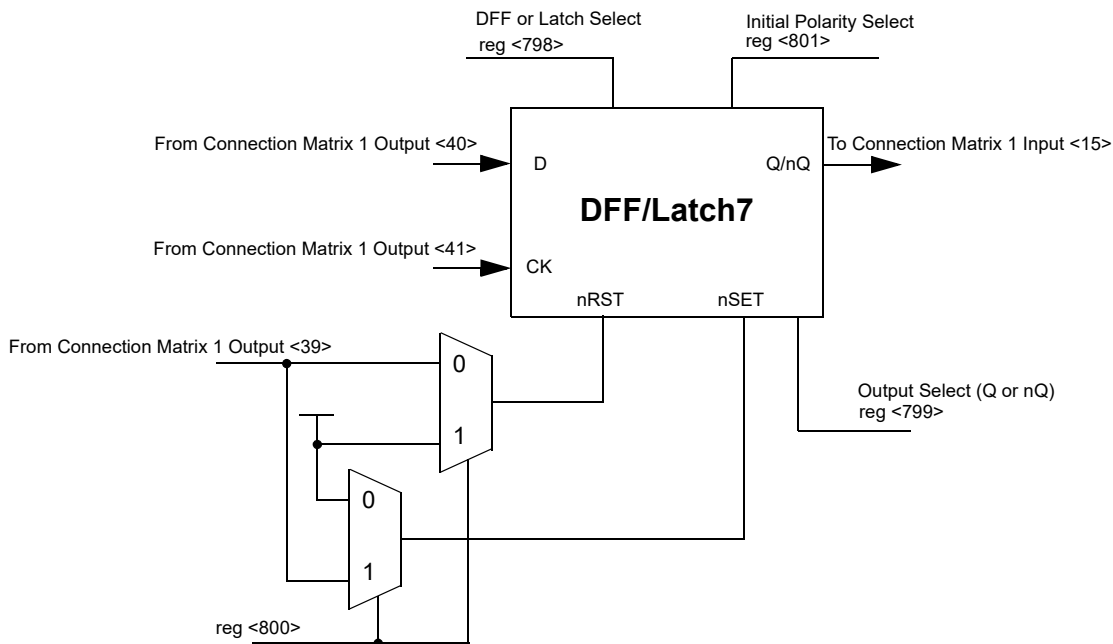 DFF or Latch Select
reg <798>
Initial Polarity Select
reg <801>
From Connection Matrix 1 Output <40>
D
Q/nQ
To Connection Matrix 1 Input <15>
DFF/Latch7
From Connection Matrix 1 Output <41>
CK
nRST
nSET
From Connection Matrix 1 Output <39>
0
1
Output Select (Q or nQ)
reg <799>
0
1
reg <800>